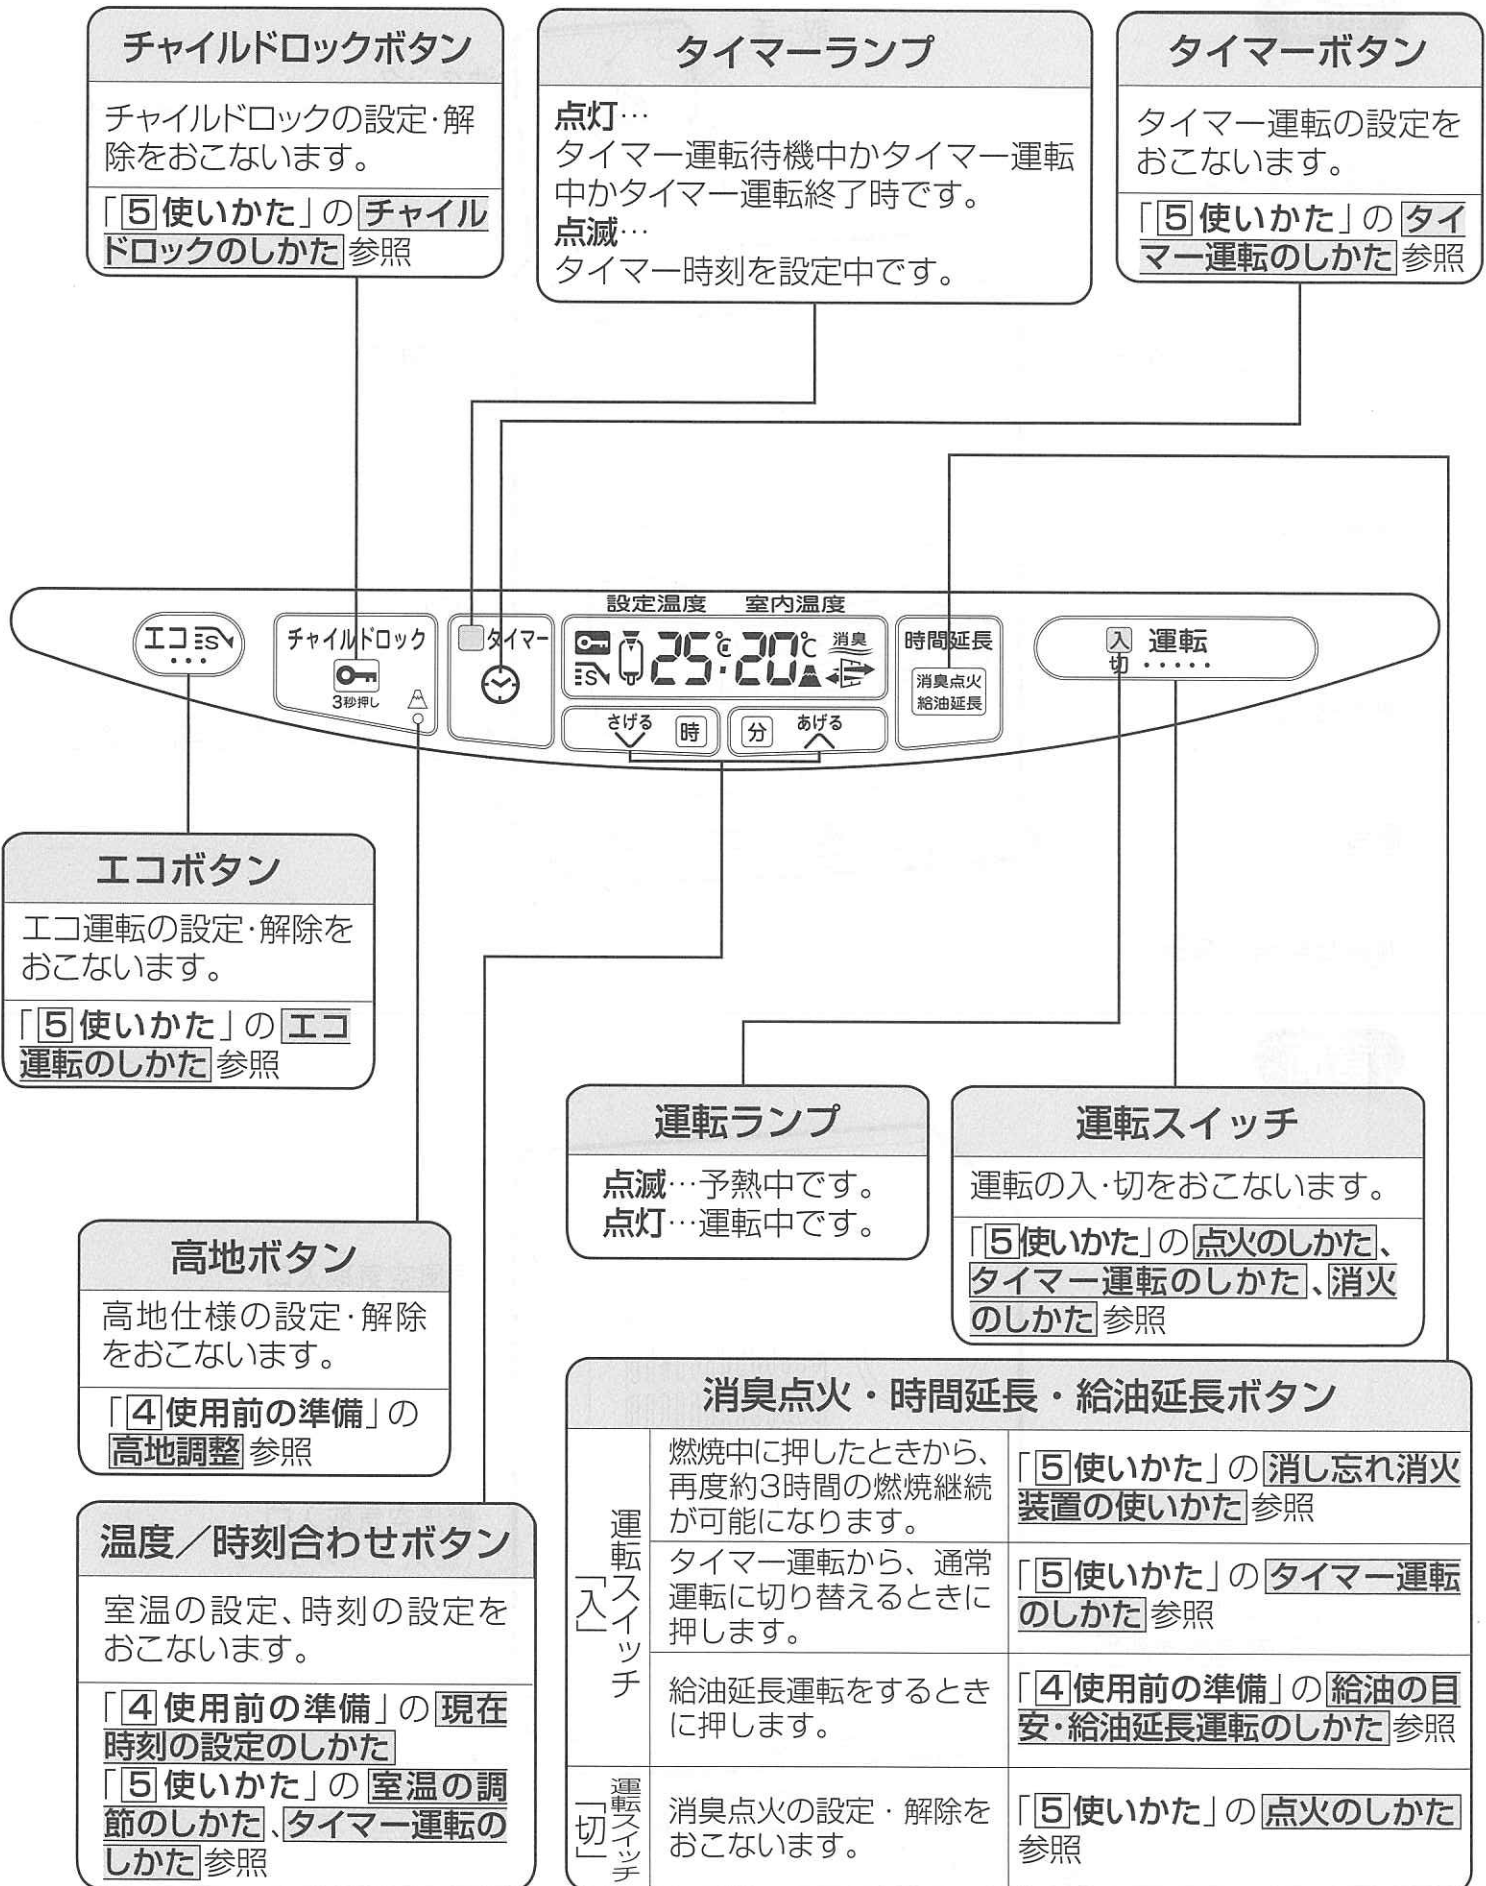 チャイルドロックボタン
チャイルドロックの設定・解
除をおこないます。
「5使いかた」のチャイル
ドロックのしかた参照
タイマーランプ
点灯…
タイマー運転待機中かタイマー運転
中かタイマー運転終了時です。
点滅…
タイマー時刻を設定中です。
タイマーボタン
タイマー運転の設定を
おこないます。
「5使いかた」のタイ
マー運転のしかた参照
設定温度 室内温度
エコ
チャイルドロック
3秒押し
タイマー
25℃:20℃
消臭
さげる 時
分 あげる
時間延長
消臭点火
給油延長
入 運転
切
エコボタン
エコ運転の設定・解除を
おこないます。
「5使いかた」のエコ
運転のしかた参照
高地ボタン
高地仕様の設定・解除
をおこないます。
「4使用前の準備」の
高地調整参照
温度／時刻合わせボタン
室温の設定、時刻の設定を
おこないます。
「4使用前の準備」の現在
時刻の設定のしかた
「5使いかた」の室温の調
節のしかた、タイマー運転の
しかた参照
運転ランプ
点滅…予熱中です。
点灯…運転中です。
運転スイッチ
運転の入・切をおこないます。
「5使いかた」の点火のしかた、
タイマー運転のしかた、消火
のしかた参照
消臭点火・時間延長・給油延長ボタン
運転スイッチ
「入」
燃焼中に押したときから、
再度約3時間の燃焼継続
が可能になります。
「5使いかた」の消し忘れ消火
装置の使いかた参照
タイマー運転から、通常
運転に切り替えるときに
押します。
「5使いかた」のタイマー運転
のしかた参照
給油延長運転をするとき
に押します。
「4使用前の準備」の給油の目
安・給油延長運転のしかた参照
運転スイッチ
「切」
消臭点火の設定・解除を
おこないます。
「5使いかた」の点火のしかた
参照